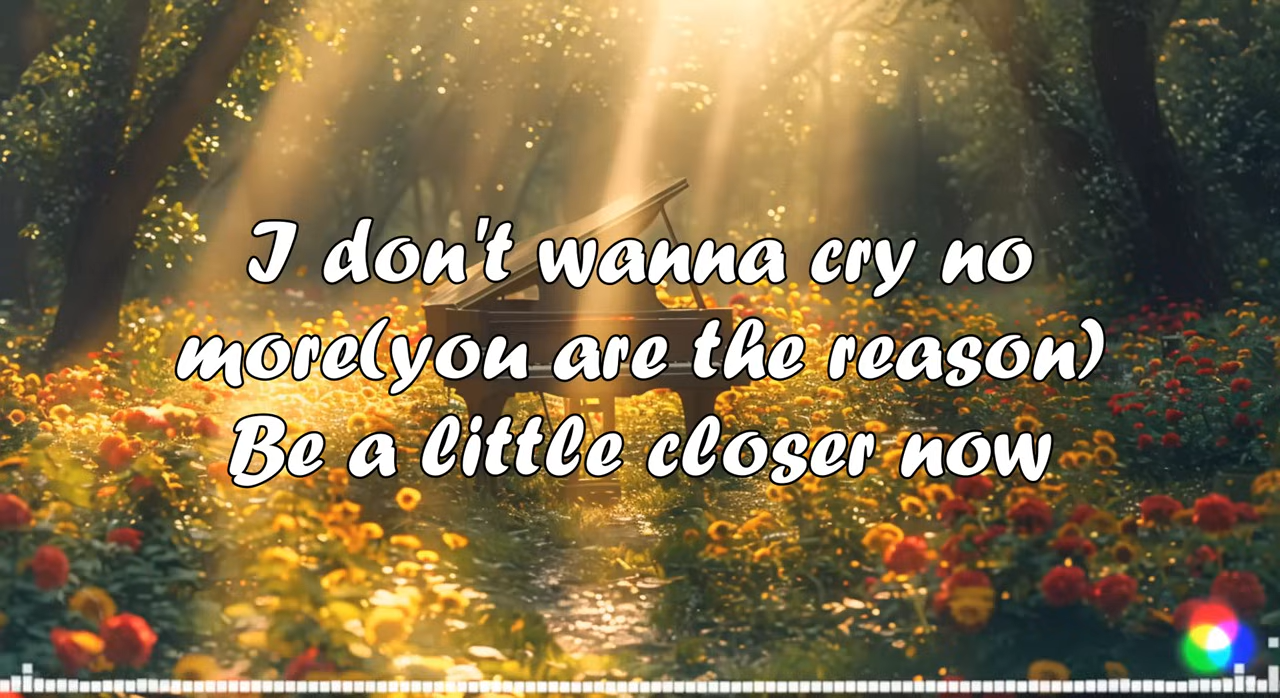 I don't wanna cry no
more(you are the reason)
Be a little closer now